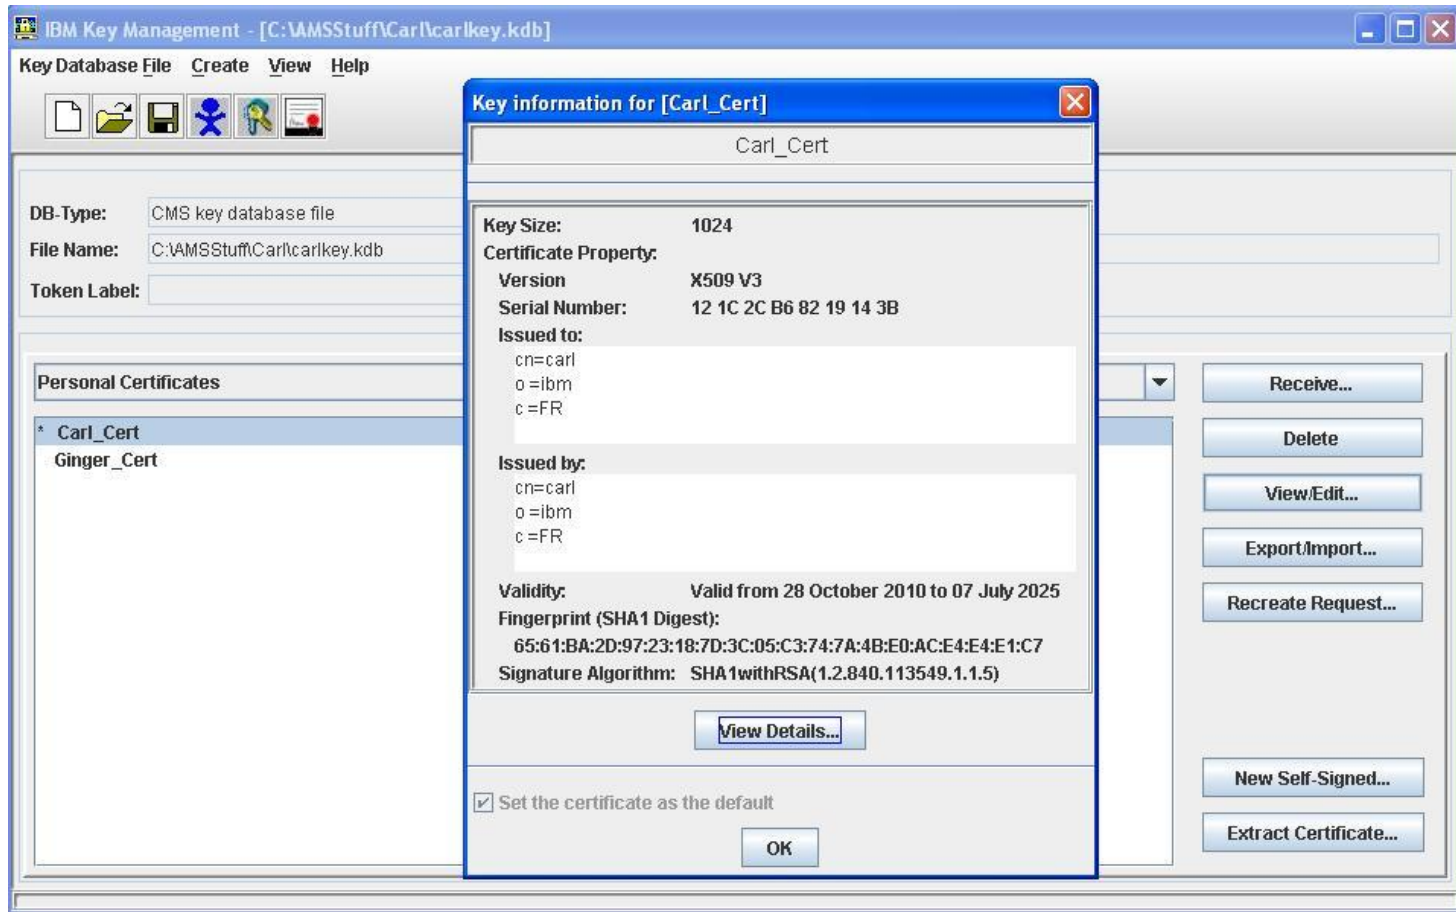 IBM Key Management - [C:\AMSStuff\Carl\carlkey.kdb]
Key Database File Create View Help
DB-Type: CMS key database file
File Name: C:\AMSStuff\Carl\carlkey.kdb
Token Label:
Personal Certificates
* Carl_Cert
Ginger_Cert
Key information for [Carl_Cert]
Carl_Cert
Key Size: 1024
Certificate Property:
Version X509 V3
Serial Number: 12 1C 2C B6 82 19 14 3B
Issued to:
cn=carl
o =ibm
c =FR
Issued by:
cn=carl
o =ibm
c =FR
Validity: Valid from 28 October 2010 to 07 July 2025
Fingerprint (SHA1 Digest):
65:61:BA:2D:97:23:18:7D:3C:05:C3:74:7A:4B:E0:AC:E4:E4:E1:C7
Signature Algorithm: SHA1withRSA(1.2.840.113549.1.1.5)
View Details...
Set the certificate as the default
OK
Receive...
Delete
View/Edit...
Export/Import...
Recreate Request...
New Self-Signed...
Extract Certificate...